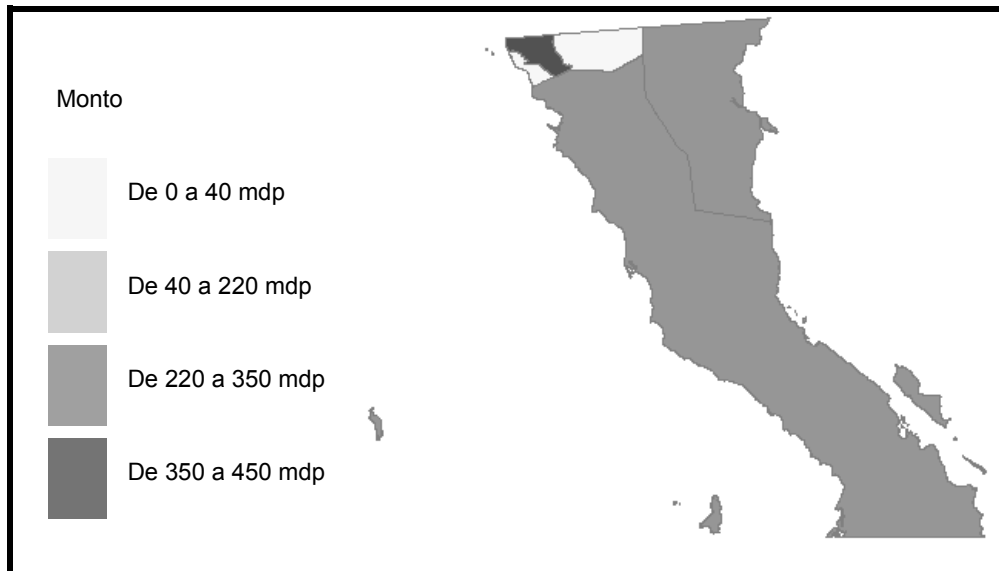 Monto
De 0 a 40 mdp
De 40 a 220 mdp
De 220 a 350 mdp
De 350 a 450 mdp